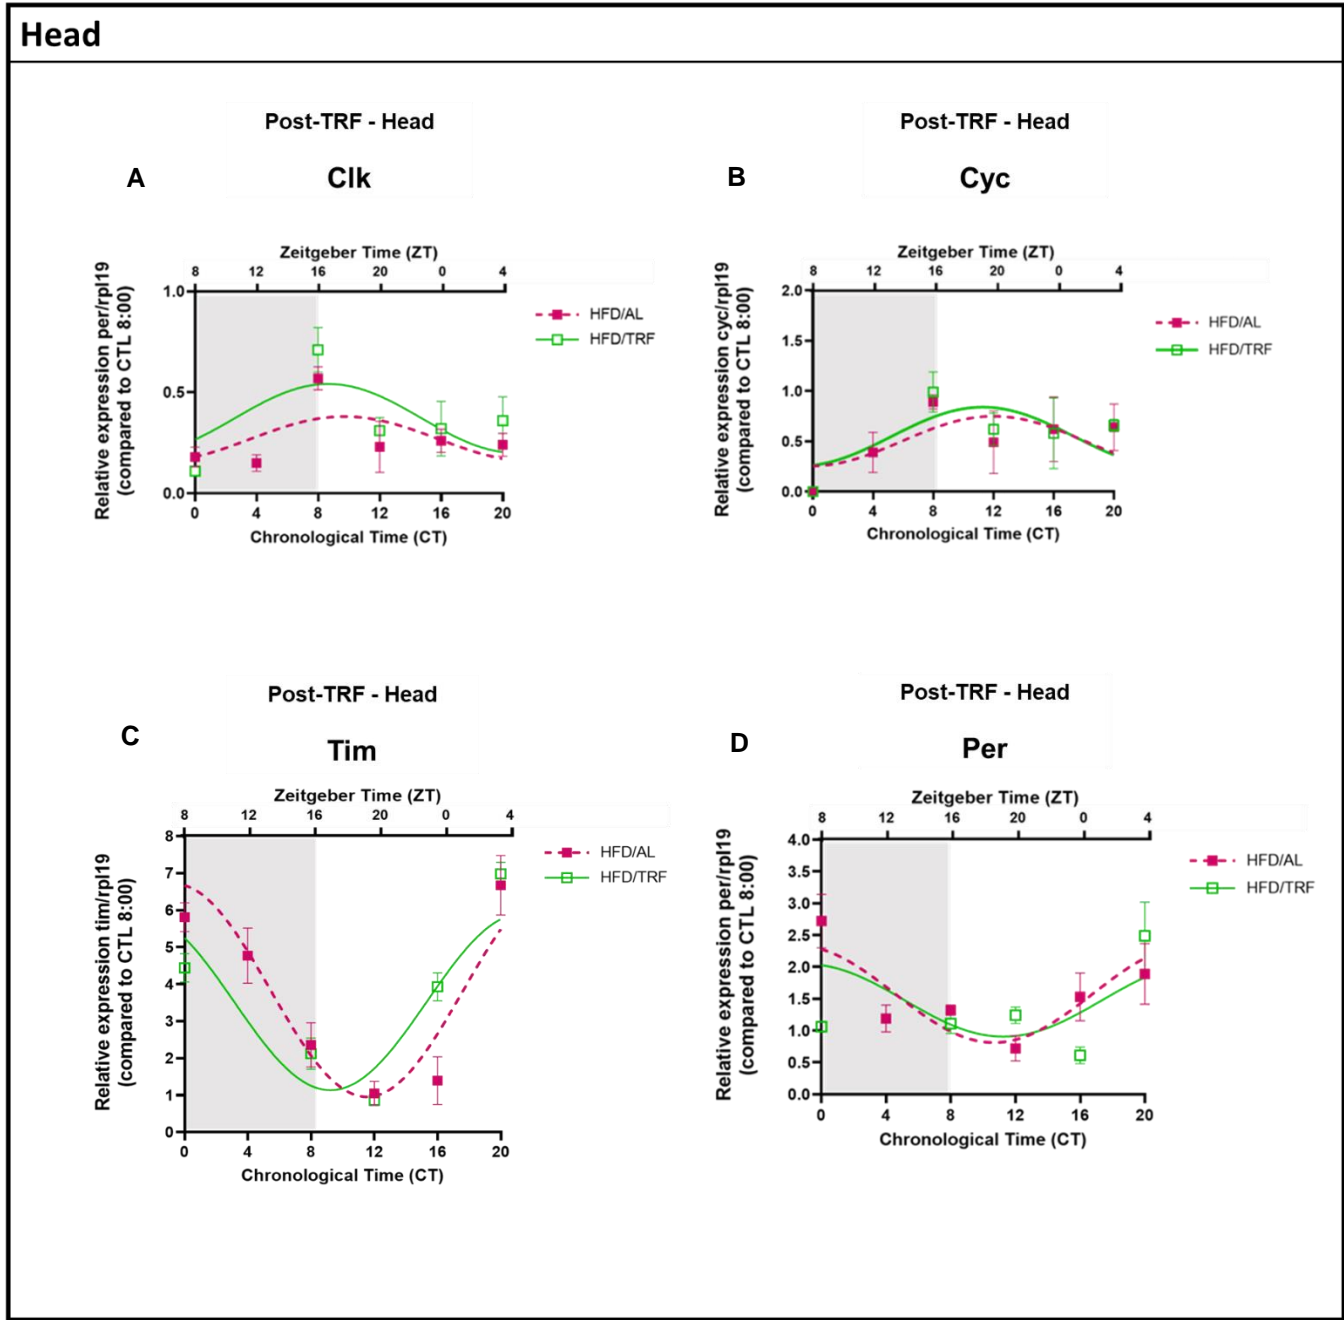 Head
Post-TRF - Head
A
Clk
Zeitgeber Time (ZT)
8 12 16 20 0 4
Relative expression per/rpl19
(compared to CTL 8:00)
1.0
0.5
0.0
0 4 8 12 16 20
Chronological Time (CT)
HFD/AL
HFD/TRF
Post-TRF - Head
B
Cyc
Zeitgeber Time (ZT)
8 12 16 20 0 4
Relative expression cyc/rpl19
(compared to CTL 8:00)
2.0
1.5
1.0
0.5
0.0
0 4 8 12 16 20
Chronological Time (CT)
HFD/AL
HFD/TRF
Post-TRF - Head
C
Tim
Zeitgeber Time (ZT)
8 12 16 20 0 4
Relative expression tim/rpl19
(compared to CTL 8:00)
8
7
6
5
4
3
2
1
0
0 4 8 12 16 20
Chronological Time (CT)
HFD/AL
HFD/TRF
Post-TRF - Head
D
Per
Zeitgeber Time (ZT)
8 12 16 20 0 4
Relative expression per/rpl19
(compared to CTL 8:00)
4.0
3.5
3.0
2.5
2.0
1.5
1.0
0.5
0.0
0 4 8 12 16 20
Chronological Time (CT)
HFD/AL
HFD/TRF